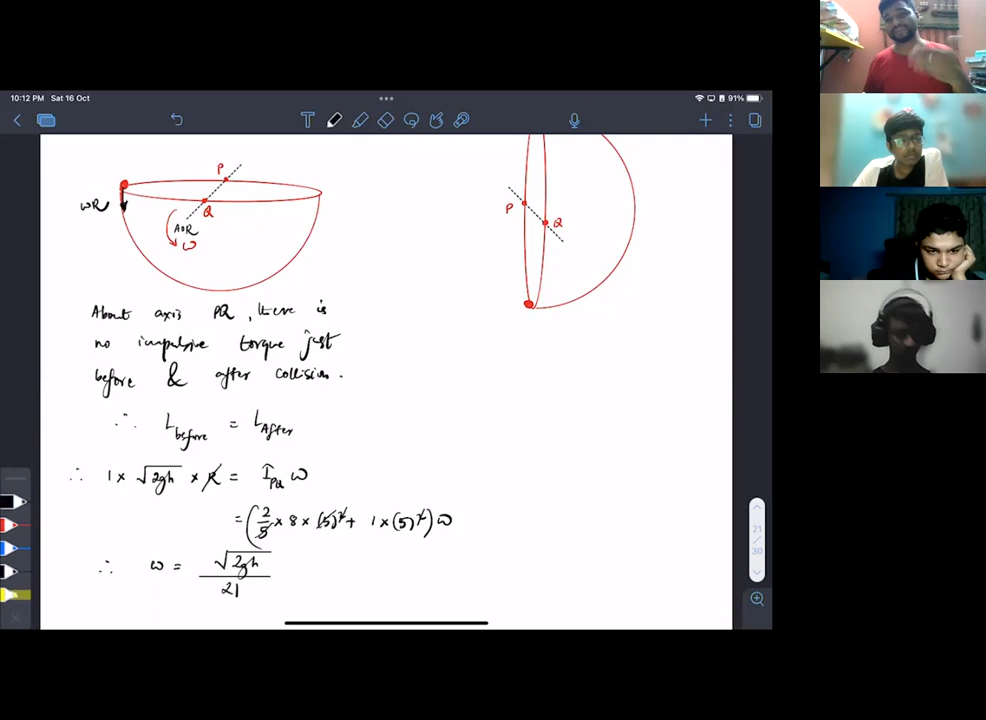 10:12 PM Sat 16 Oct
91%
P
ωR
Q
AOR
ω
P
Q
About axis PQ, there is
no impulsive torque just
before & after collision.
∴ L before = L After
∴ 1 × √2gh × R = I PQ ω
= (2/5 × 8 × (5)² + 1 × (5)²) ω
∴ ω = √2gh / 21
21
30